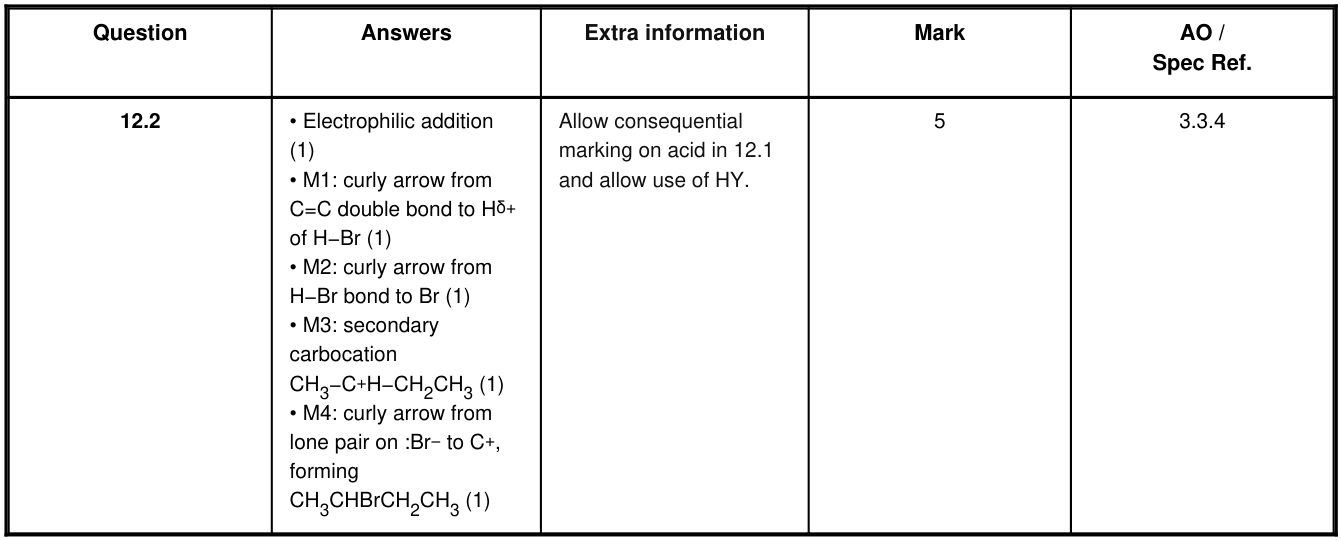 Question Answers Extra information Mark AO /
Spec Ref.
12.2
• Electrophilic addition
(1)
• M1: curly arrow from
C=C double bond to Hδ+
of H–Br (1)
• M2: curly arrow from
H–Br bond to Br (1)
• M3: secondary
carbocation
CH3–C+H–CH2CH3 (1)
• M4: curly arrow from
lone pair on :Br– to C+,
forming
CH3CHBrCH2CH3 (1)
Allow consequential
marking on acid in 12.1
and allow use of HY.
5
3.3.4